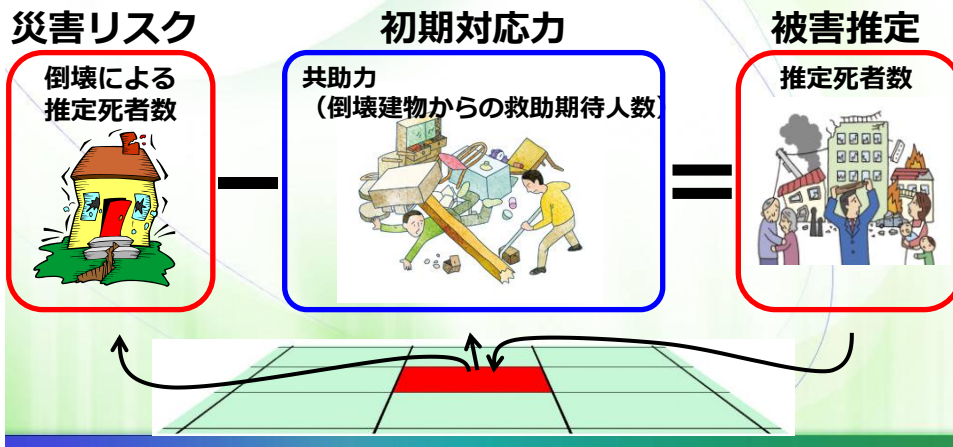 災害リスク
初期対応力
被害推定
倒壊による
推定死者数
共助力
（倒壊建物からの救助期待人数）
推定死者数